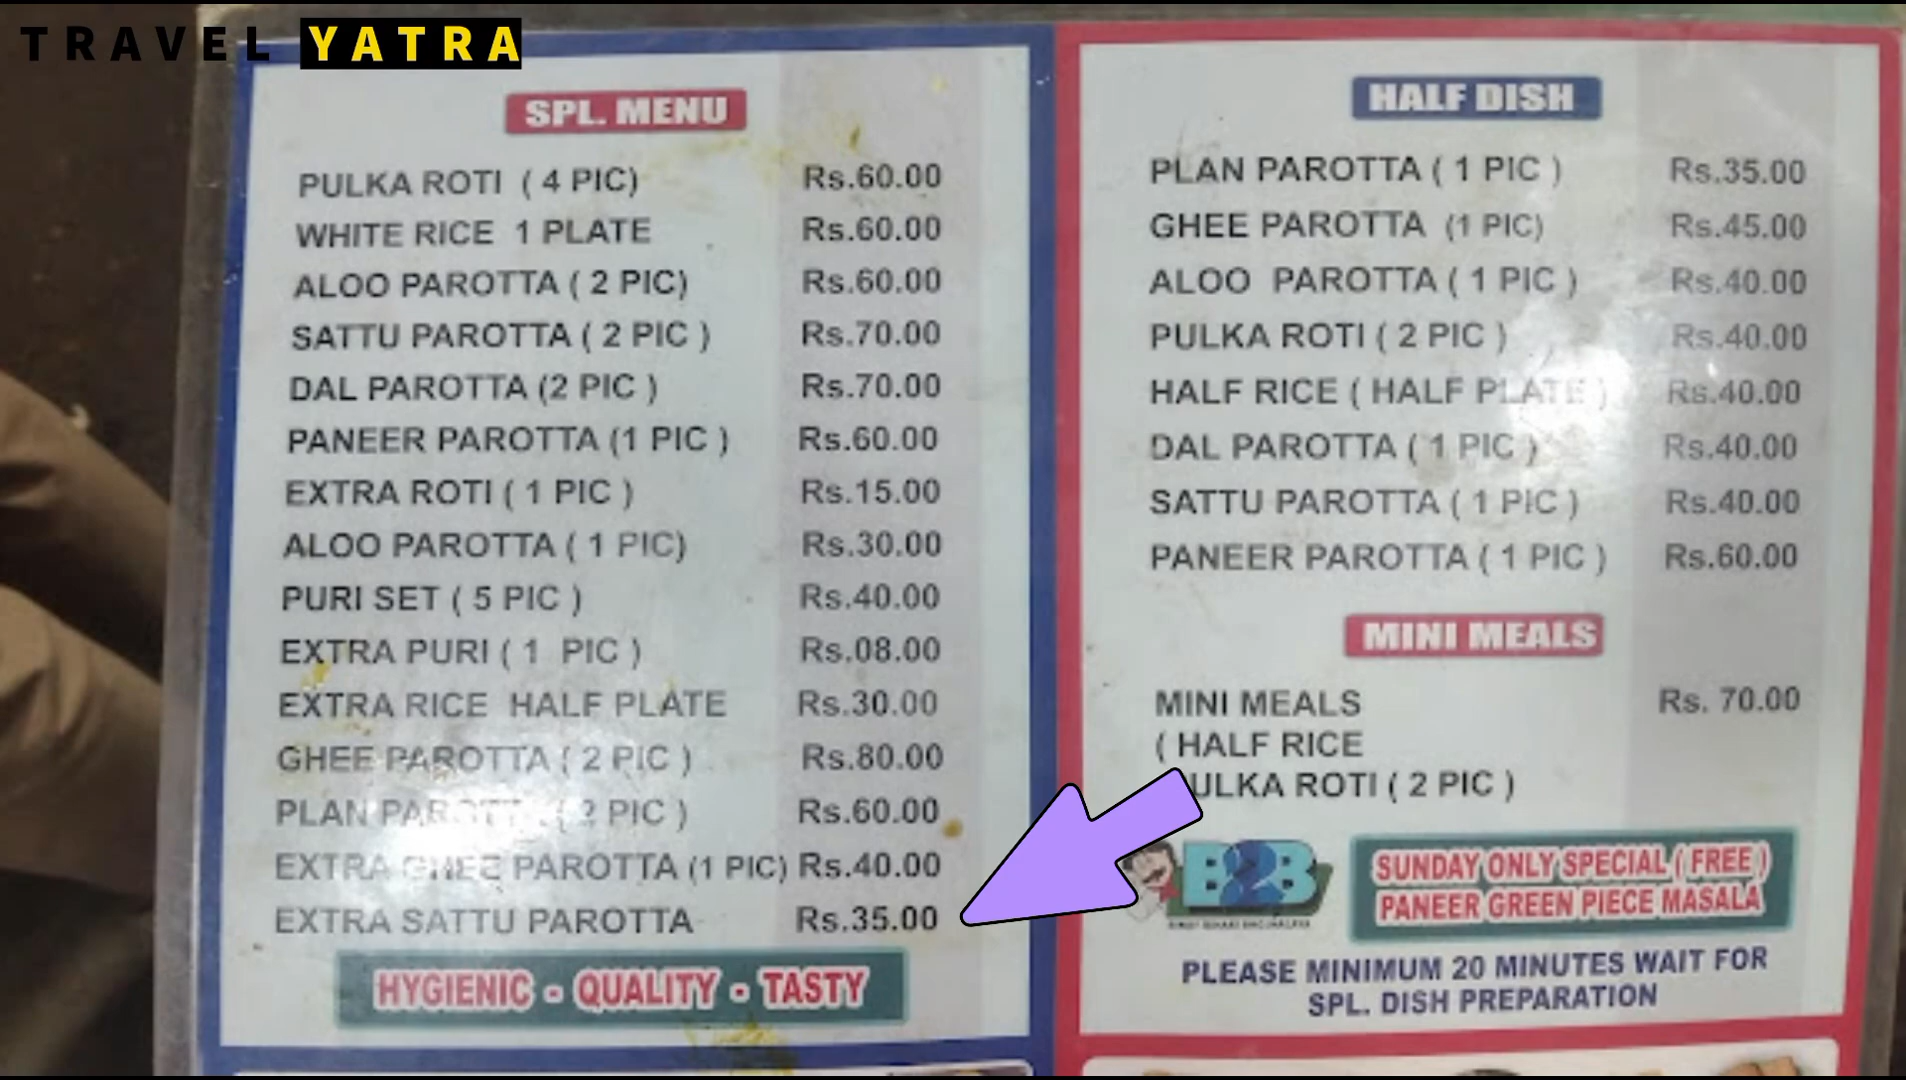 TRAVEL YATRA
SPL. MENU
PULKA ROTI ( 4 PIC) Rs.60.00
WHITE RICE 1 PLATE Rs.60.00
ALOO PAROTTA ( 2 PIC) Rs.60.00
SATTU PAROTTA ( 2 PIC ) Rs.70.00
DAL PAROTTA (2 PIC ) Rs.70.00
PANEER PAROTTA (1 PIC ) Rs.60.00
EXTRA ROTI ( 1 PIC ) Rs.15.00
ALOO PAROTTA ( 1 PIC) Rs.30.00
PURI SET ( 5 PIC ) Rs.40.00
EXTRA PURI ( 1 PIC ) Rs.08.00
EXTRA RICE HALF PLATE Rs.30.00
GHEE PAROTTA ( 2 PIC ) Rs.80.00
PLAN PAROTTA ( 2 PIC ) Rs.60.00
EXTRA GHEE PAROTTA (1 PIC) Rs.40.00
EXTRA SATTU PAROTTA Rs.35.00
HYGIENIC - QUALITY - TASTY
HALF DISH
PLAN PAROTTA ( 1 PIC ) Rs.35.00
GHEE PAROTTA (1 PIC) Rs.45.00
ALOO PAROTTA ( 1 PIC ) Rs.40.00
PULKA ROTI ( 2 PIC ) Rs.40.00
HALF RICE ( HALF PLATE ) Rs.40.00
DAL PAROTTA ( 1 PIC ) Rs.40.00
SATTU PAROTTA ( 1 PIC ) Rs.40.00
PANEER PAROTTA ( 1 PIC ) Rs.60.00
MINI MEALS
MINI MEALS Rs. 70.00
( HALF RICE
ULKA ROTI ( 2 PIC )
B2B
SUNDAY ONLY SPECIAL ( FREE )
PANEER GREEN PIECE MASALA
PLEASE MINIMUM 20 MINUTES WAIT FOR
SPL. DISH PREPARATION